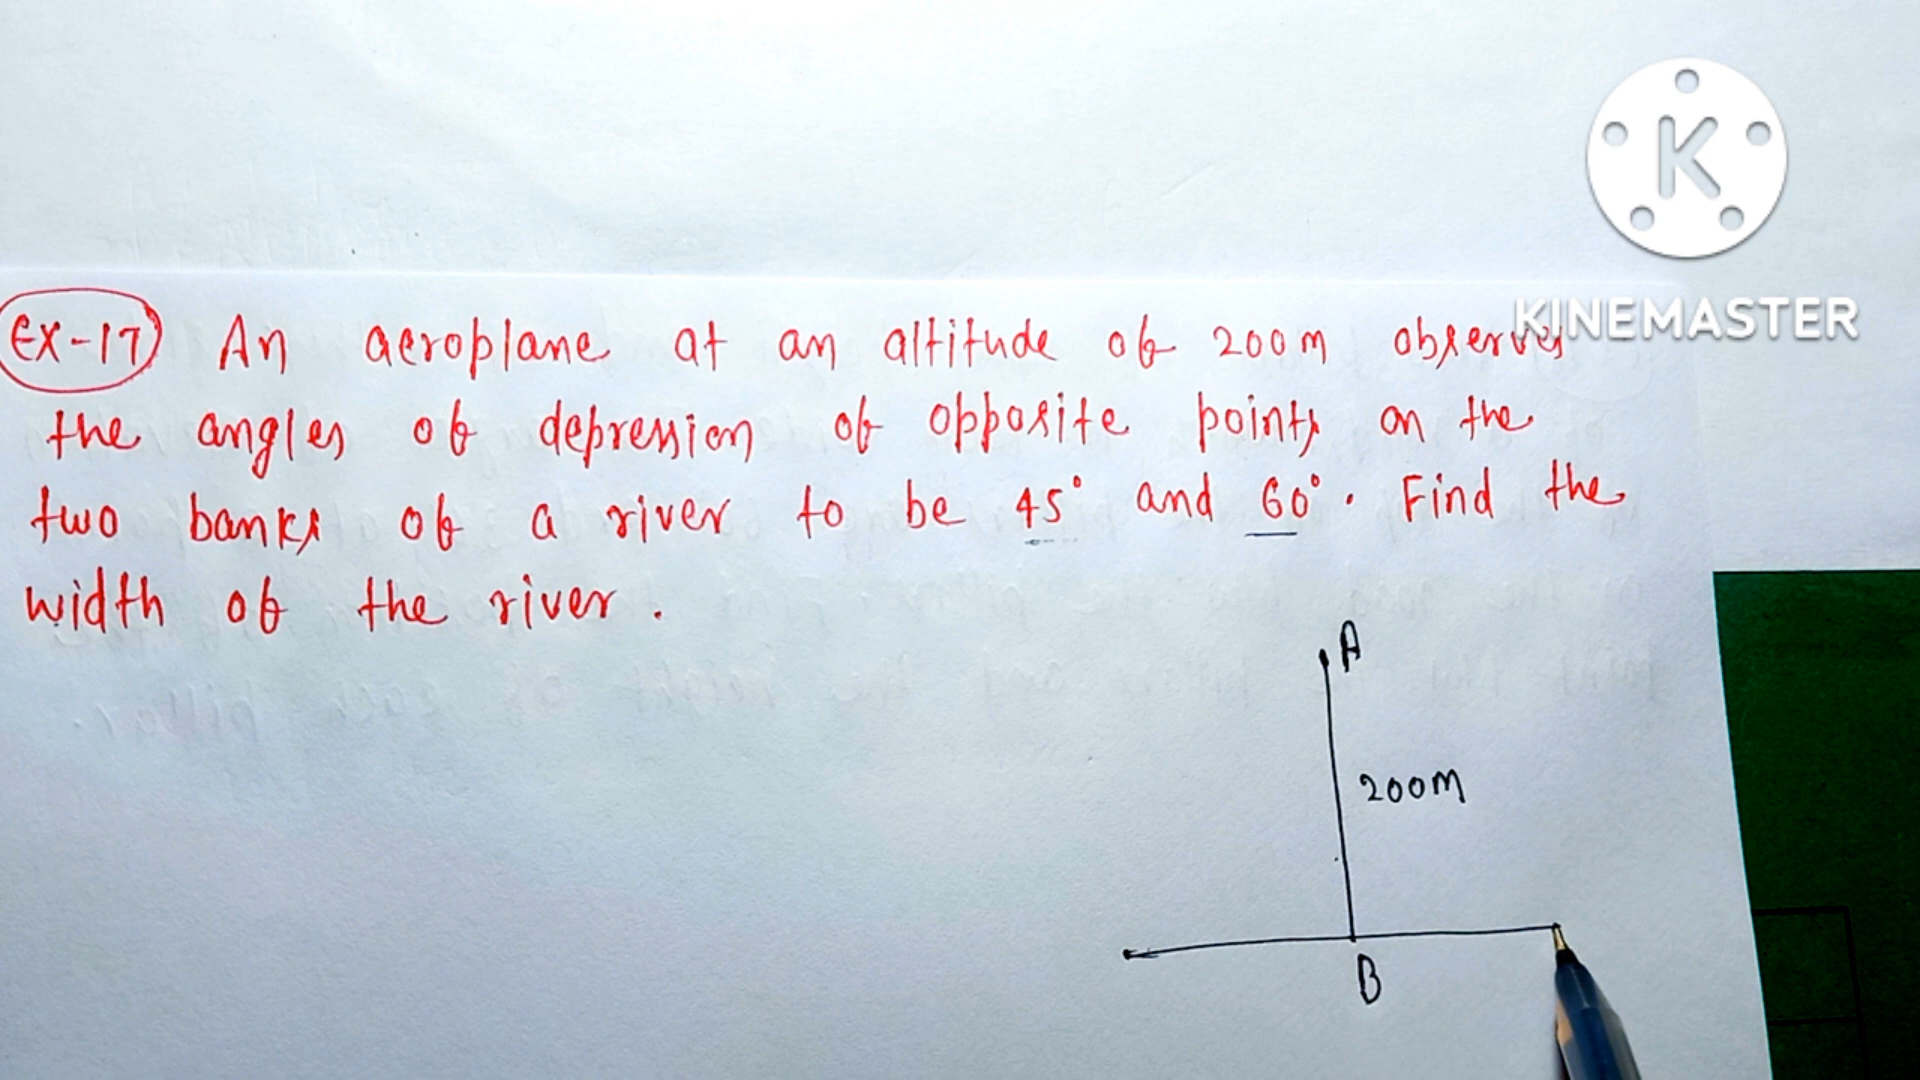 K
KINEMASTER
Ex-17 An aeroplane at an altitude of 200m observes
the angles of depression of opposite points on the
two banks of a river to be 45° and 60°. Find the
width of the river.
A
200m
B